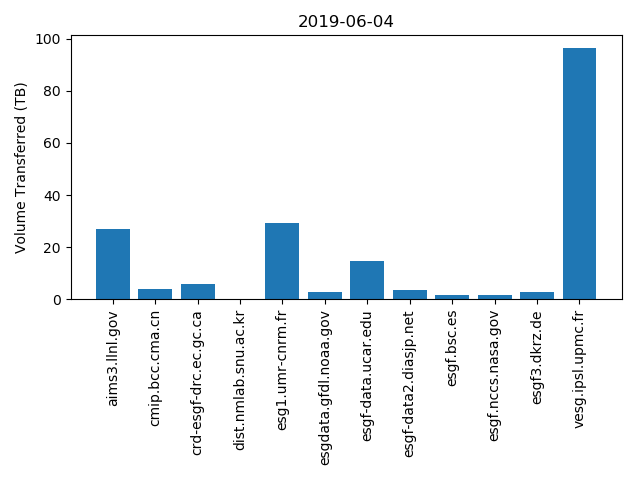 2019-06-04
Volume Transferred (TB)
100
80
60
40
20
0
aims3.llnl.gov
cmip.bcc.cma.cn
crd-esgf-drc.ec.gc.ca
dist.nmlab.snu.ac.kr
esg1.umr-cnrm.fr
esgdata.gfdl.noaa.gov
esgf-data.ucar.edu
esgf-data2.diasjp.net
esgf.bsc.es
esgf.nccs.nasa.gov
esgf3.dkrz.de
vesg.ipsl.upmc.fr